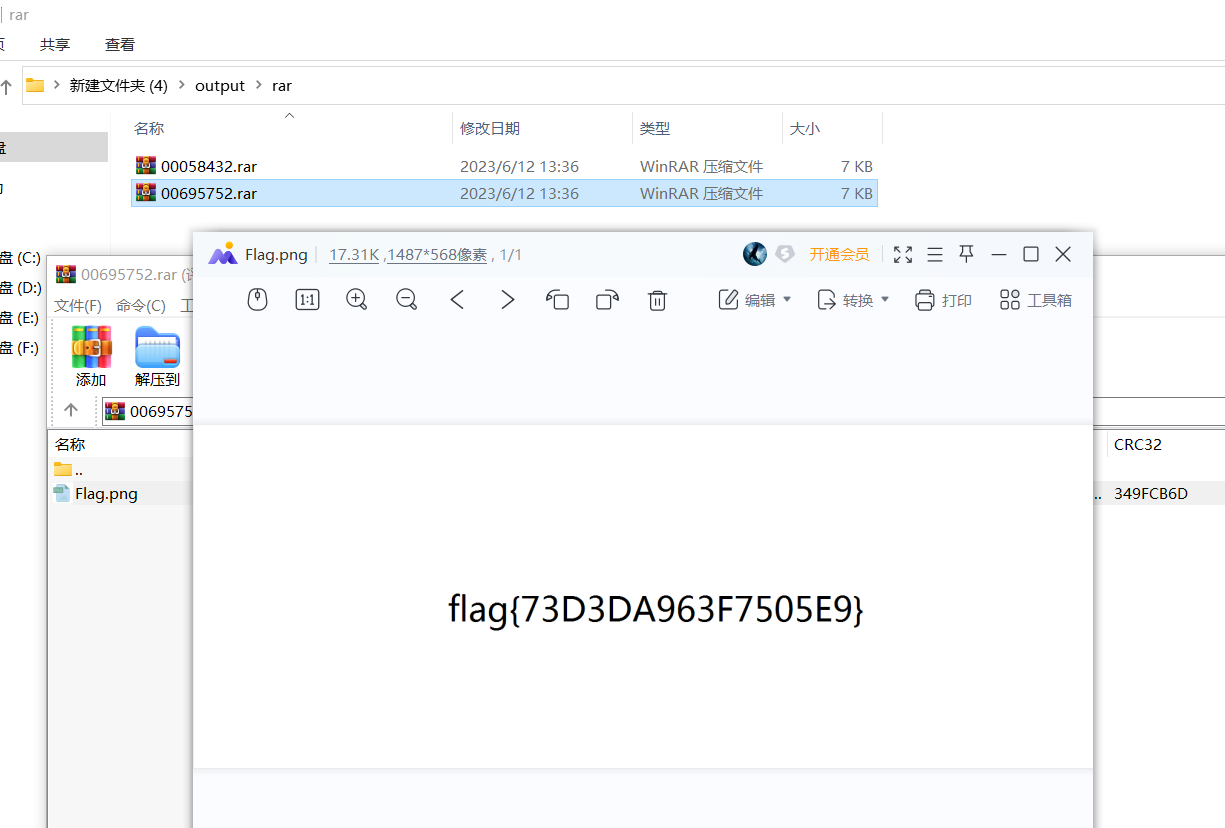 rar
共享 查看
新建文件夹 (4) output rar
名称 修改日期 类型 大小
00058432.rar 2023/6/12 13:36 WinRAR 压缩文件 7 KB
00695752.rar 2023/6/12 13:36 WinRAR 压缩文件 7 KB
盘 (C:)
盘 (D:)
盘 (E:)
盘 (F:)
Flag.png 17.31K ,1487*568像素 , 1/1 开通会员
1:1 编辑 转换 打印 工具箱
00695752.rar
文件(F) 命令(C)
添加 解压到
0069575
名称 CRC32
..
Flag.png .. 349FCB6D
flag{73D3DA963F7505E9}